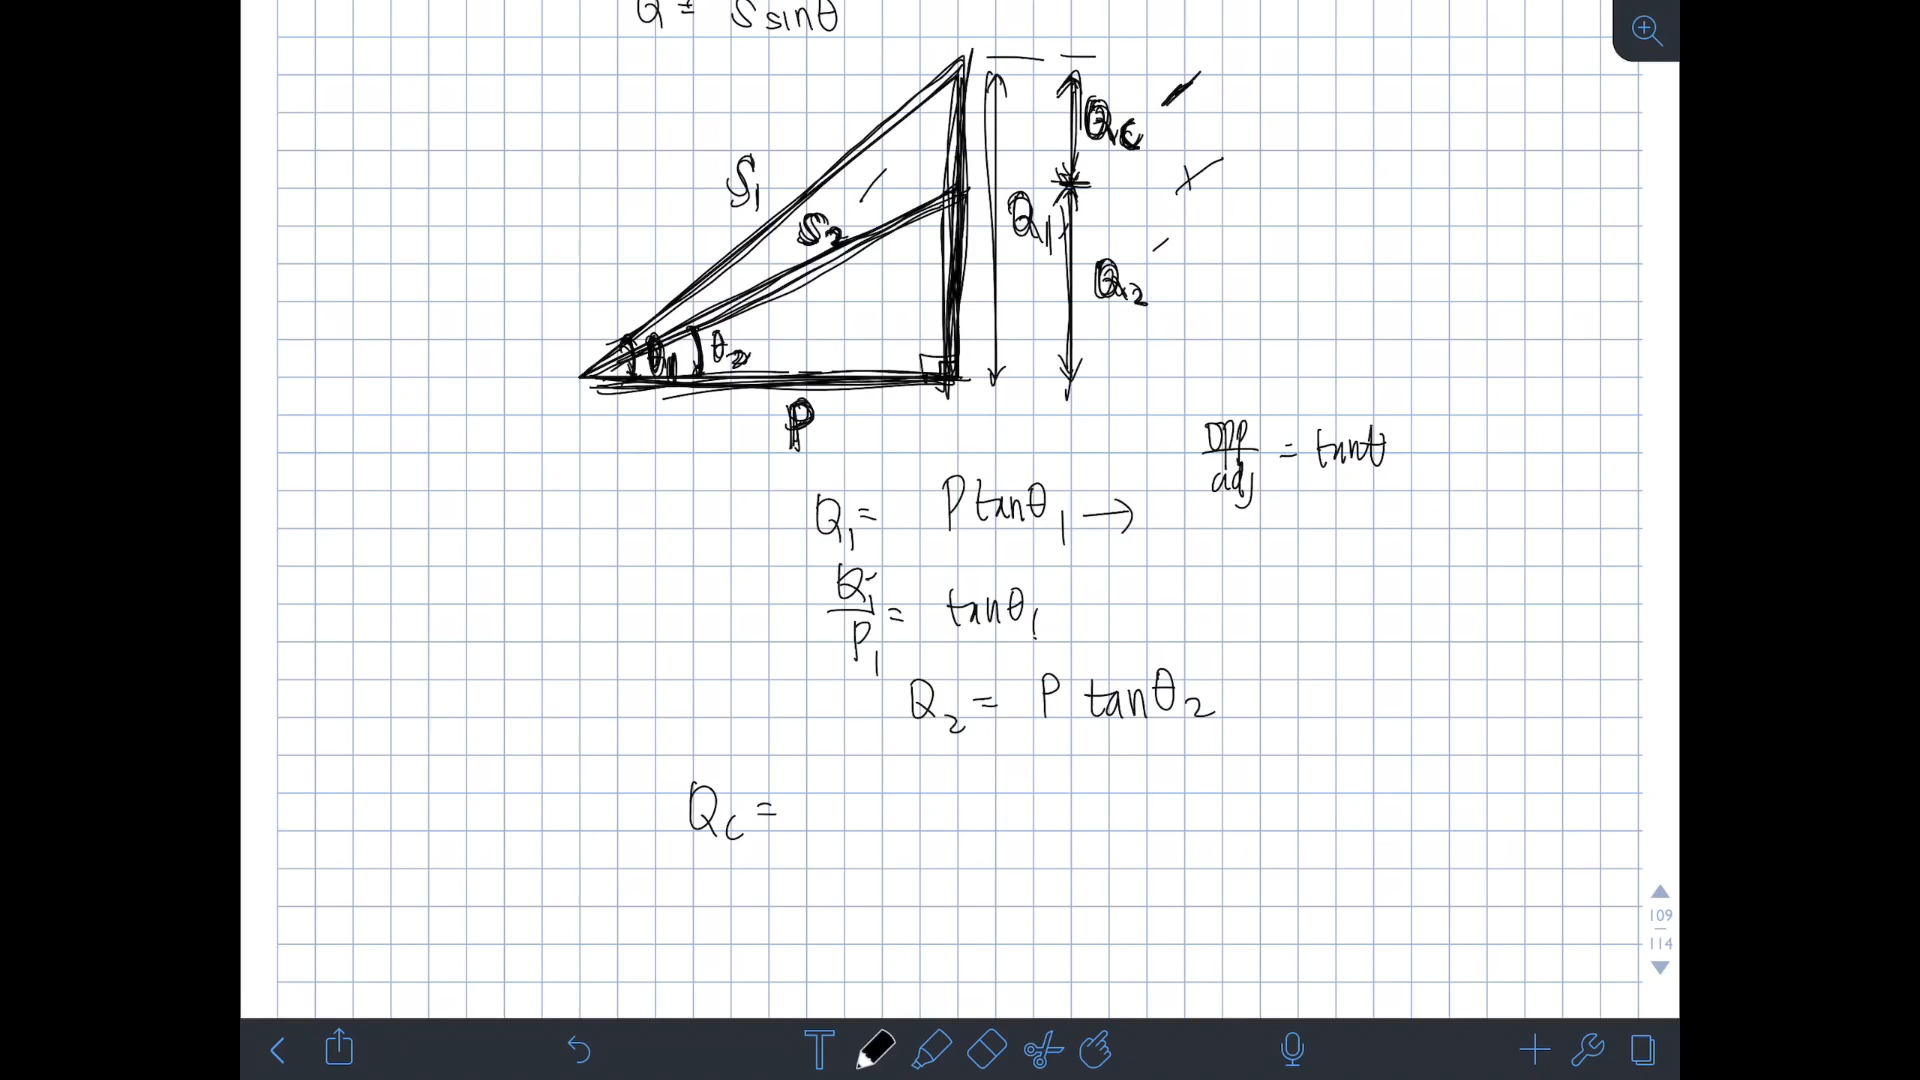 Q = S sinθ
Qc
S1
Q1
S2
Q2
θ1
θ2
P
opp/adj = tanθ
Q1 = P tanθ1 →
Q1/P1 = tanθ1
Q2 = P tanθ2
Qc =
109
114
T